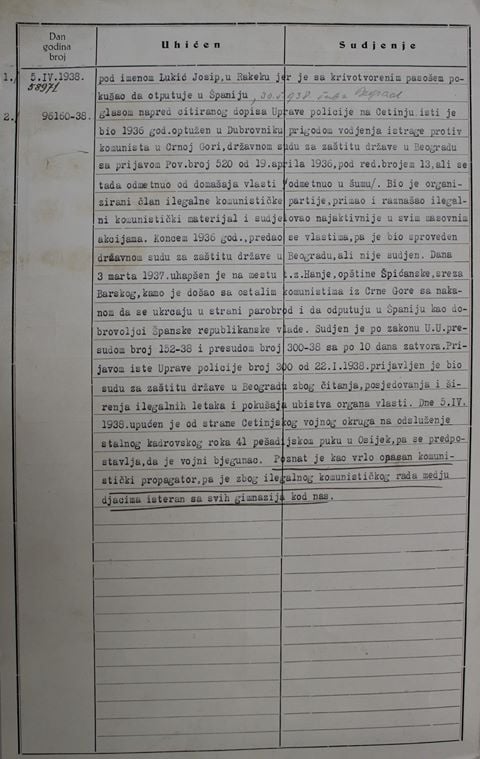 Dan
godina
broj
Uhićen
Sudjenje
1. 5.IV.1938. pod imenom Lukić Josip,u Rakeku jer je sa krivotvorenim pasošem po-
58971 kušao da otputuje u Španiju, 30.5.1938 Beograd
2. 96160-38. glasom napred citiranog dopisa Uprave policije na Cetinju isti je
bio 1936 god.optužen u Dubrovniku prigodom vodjenja istrage protiv
komunista u Crnoj Gori,državnom sudu za zaštitu države u Beogradu
sa prijavom Pov.broj 520 od 19.aprila 1936,pod red.brojem 13,ali se
tada odmetnuo od domašaja vlasti /odmetnuo u šumu/. Bio je organi-
zirani član ilegalne komunističke partije,primao i raznašao ilegal-
ni komunistički materijal i sudjelovao najaktivnije u svim masovnim
akcijama. Koncem 1936 god.,predao se vlastima,pa je bio sproveden
državnom sudu za zaštitu države u Beogradu,ali nije sudjen. Dana
3 marta 1937.uhapšen je na mestu t.z.Hanje,opštine Špićanske,sreza
Barskog,kamo je došao sa ostalim komunistima iz Crne Gore sa naka-
nom da se ukrcaju u strani parobrod i da odputuju u Španiju kao do-
brovoljci Španske republikanske vlade. Sudjen je po zakonu U.U.pre-
sudom broj 152-38 i presudom broj 300-38 sa po 10 dana zatvora.Pri-
javom iste Uprave policije broj 300 od 22.I.1938.prijavljen je bio
sudu za zaštitu države u Beogradu zbog čitanja,posjedovanja i ši-
renja ilegalnih letaka i pokušaja ubistva organa vlasti. Dne 5.IV.
1938.upućen je od strane Cetinjskog vojnog okruga na odsluženje
stalnog kadrovskog roka 41 pešadijskom puku u Osijek,pa se predpo-
stavlja,da je vojni bjegunac. Poznat je kao vrlo opasan komuni-
stički propagator,pa je zbog ilegalnog komunističkog rada medju
djacima isteran sa svih gimnazija kod nas.